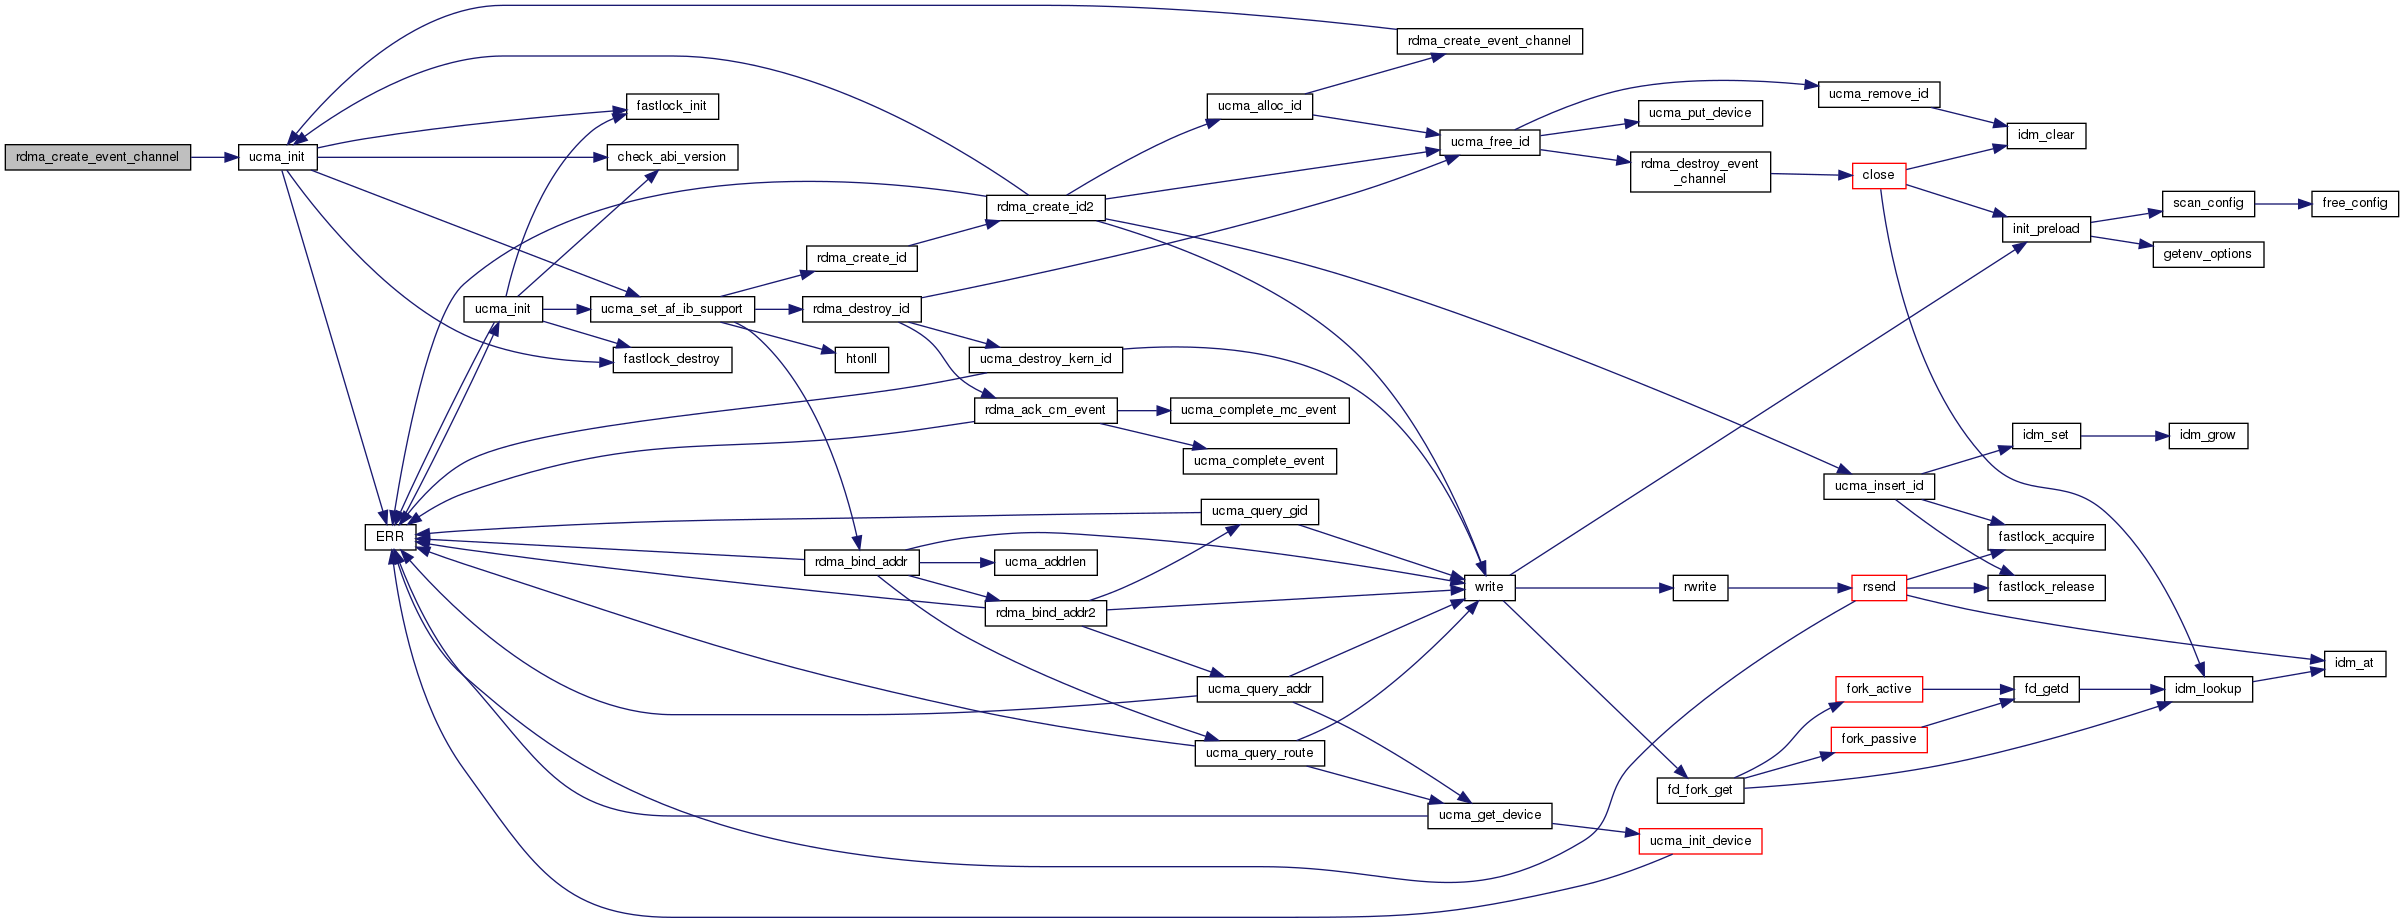 rdma_create_event_channel
ucma_remove_id
fastlock_init
ucma_alloc_id
ucma_put_device
rdma_create_event_channel
ucma_init
check_abi_version
ucma_free_id
idm_clear
rdma_destroy_event
_channel
close
rdma_create_id2
scan_config
free_config
init_preload
rdma_create_id
getenv_options
ucma_init
ucma_set_af_ib_support
rdma_destroy_id
fastlock_destroy
htonll
ucma_destroy_kern_id
rdma_ack_cm_event
ucma_complete_mc_event
idm_set
idm_grow
ucma_complete_event
ucma_insert_id
ucma_query_gid
ERR
fastlock_acquire
rdma_bind_addr
ucma_addrlen
write
rwrite
rsend
fastlock_release
rdma_bind_addr2
idm_at
ucma_query_addr
fork_active
fd_getd
idm_lookup
fork_passive
ucma_query_route
fd_fork_get
ucma_get_device
ucma_init_device